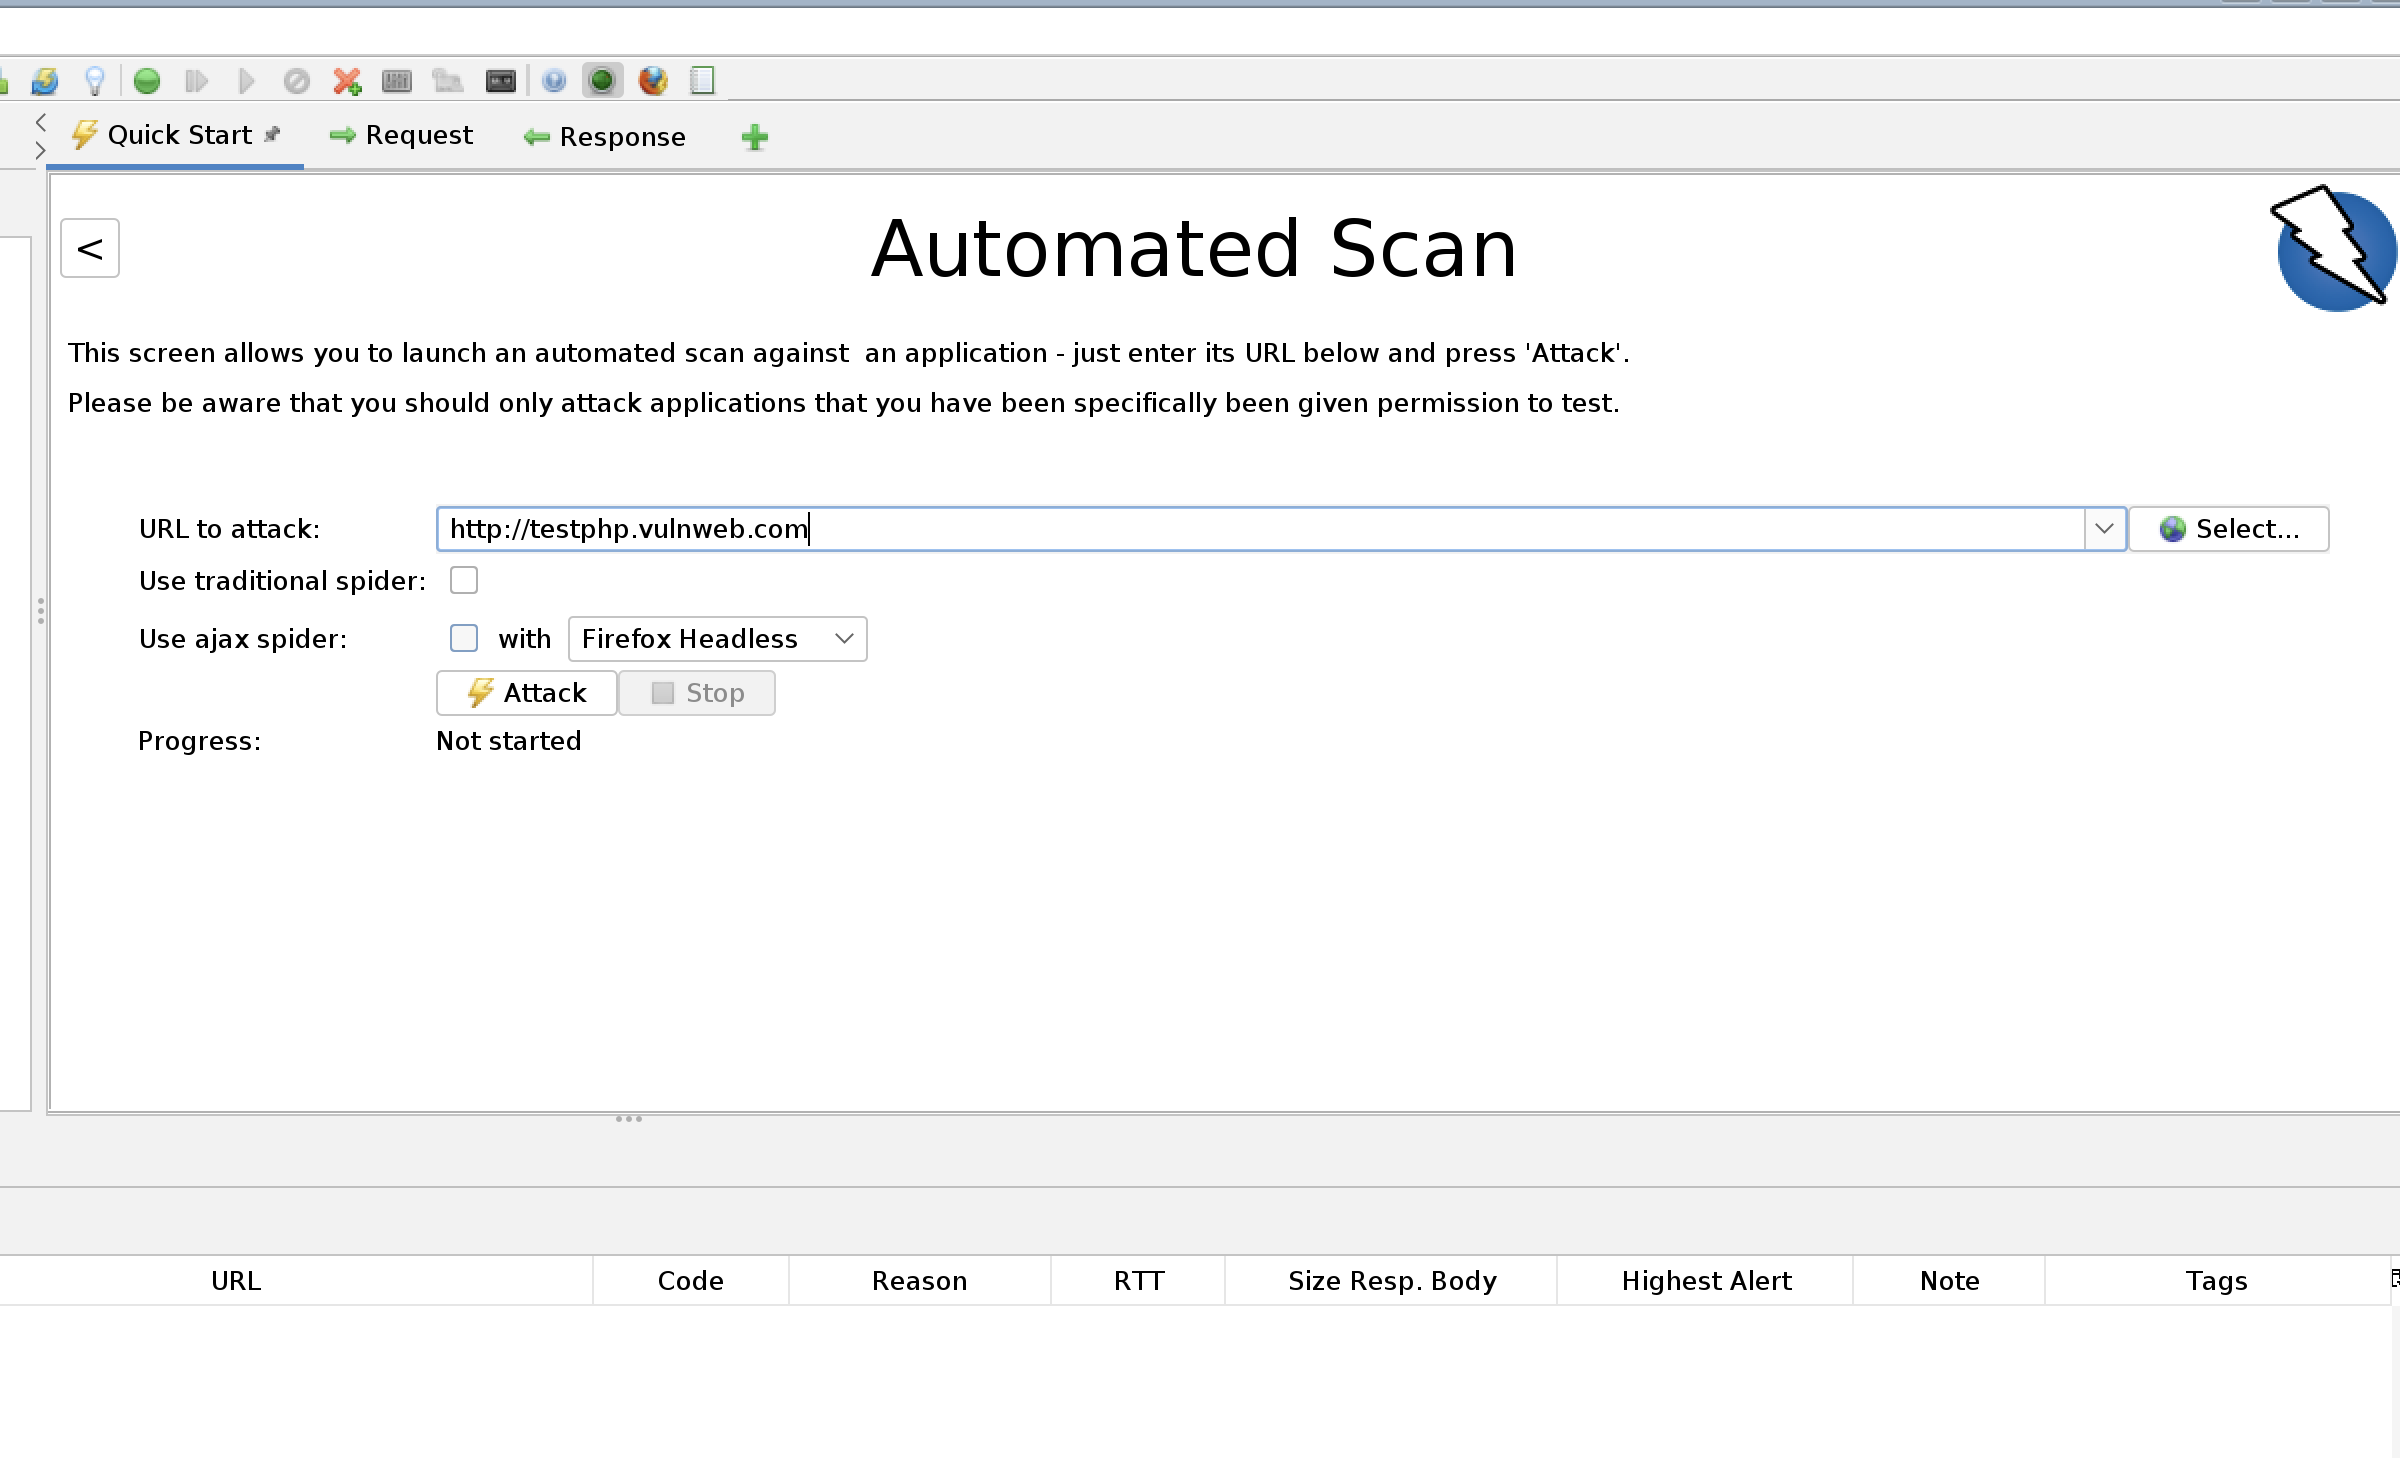 Quick Start Request Response
<
Automated Scan
This screen allows you to launch an automated scan against  an application - just enter its URL below and press 'Attack'.
Please be aware that you should only attack applications that you have been specifically been given permission to test.
URL to attack: http://testphp.vulnweb.com Select...
Use traditional spider:
Use ajax spider: with Firefox Headless
Attack Stop
Progress: Not started
URL Code Reason RTT Size Resp. Body Highest Alert Note Tags